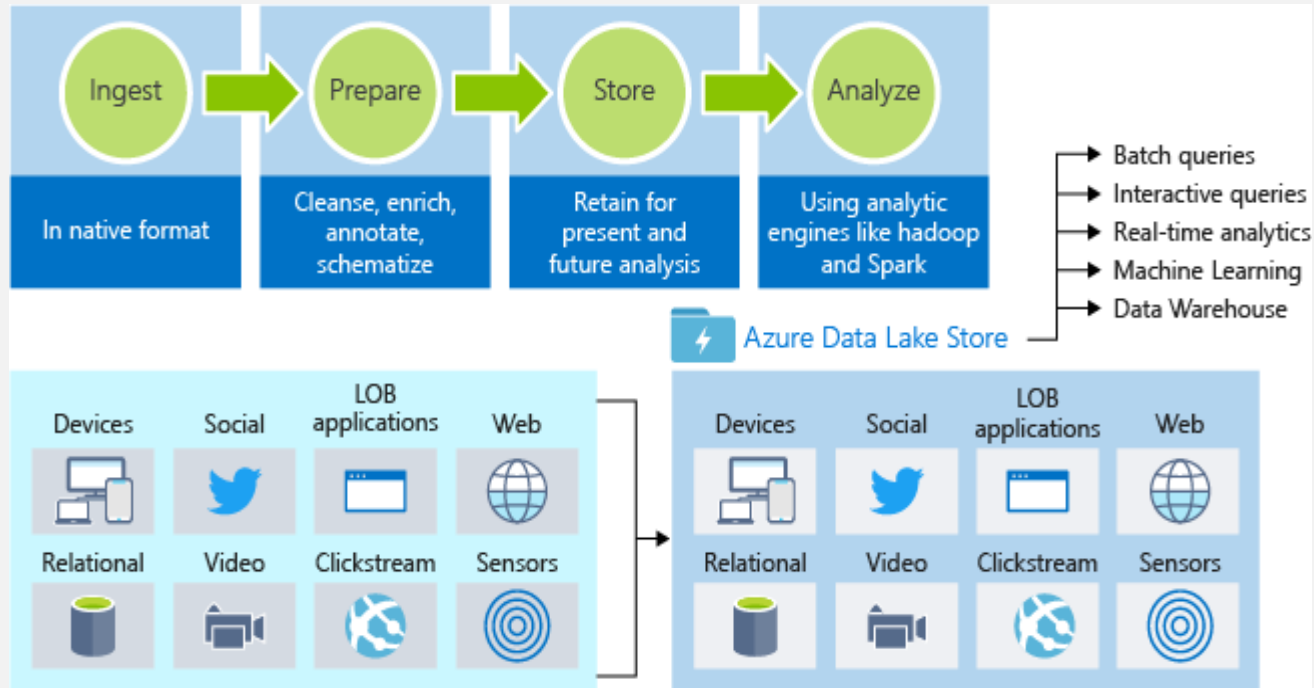 Ingest
Prepare
Store
Analyze
In native format
Cleanse, enrich,
annotate,
schematize
Retain for
present and
future analysis
Using analytic
engines like hadoop
and Spark
Batch queries
Interactive queries
Real-time analytics
Machine Learning
Data Warehouse
Azure Data Lake Store
Devices
Social
LOB
applications
Web
Relational
Video
Clickstream
Sensors
Devices
Social
LOB
applications
Web
Relational
Video
Clickstream
Sensors